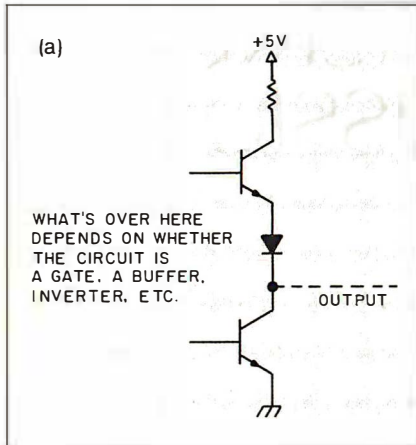 (a)
+5V
WHAT'S OVER HERE
DEPENDS ON WHETHER
THE CIRCUIT IS
A GATE, A BUFFER,
INVERTER, ETC.
OUTPUT